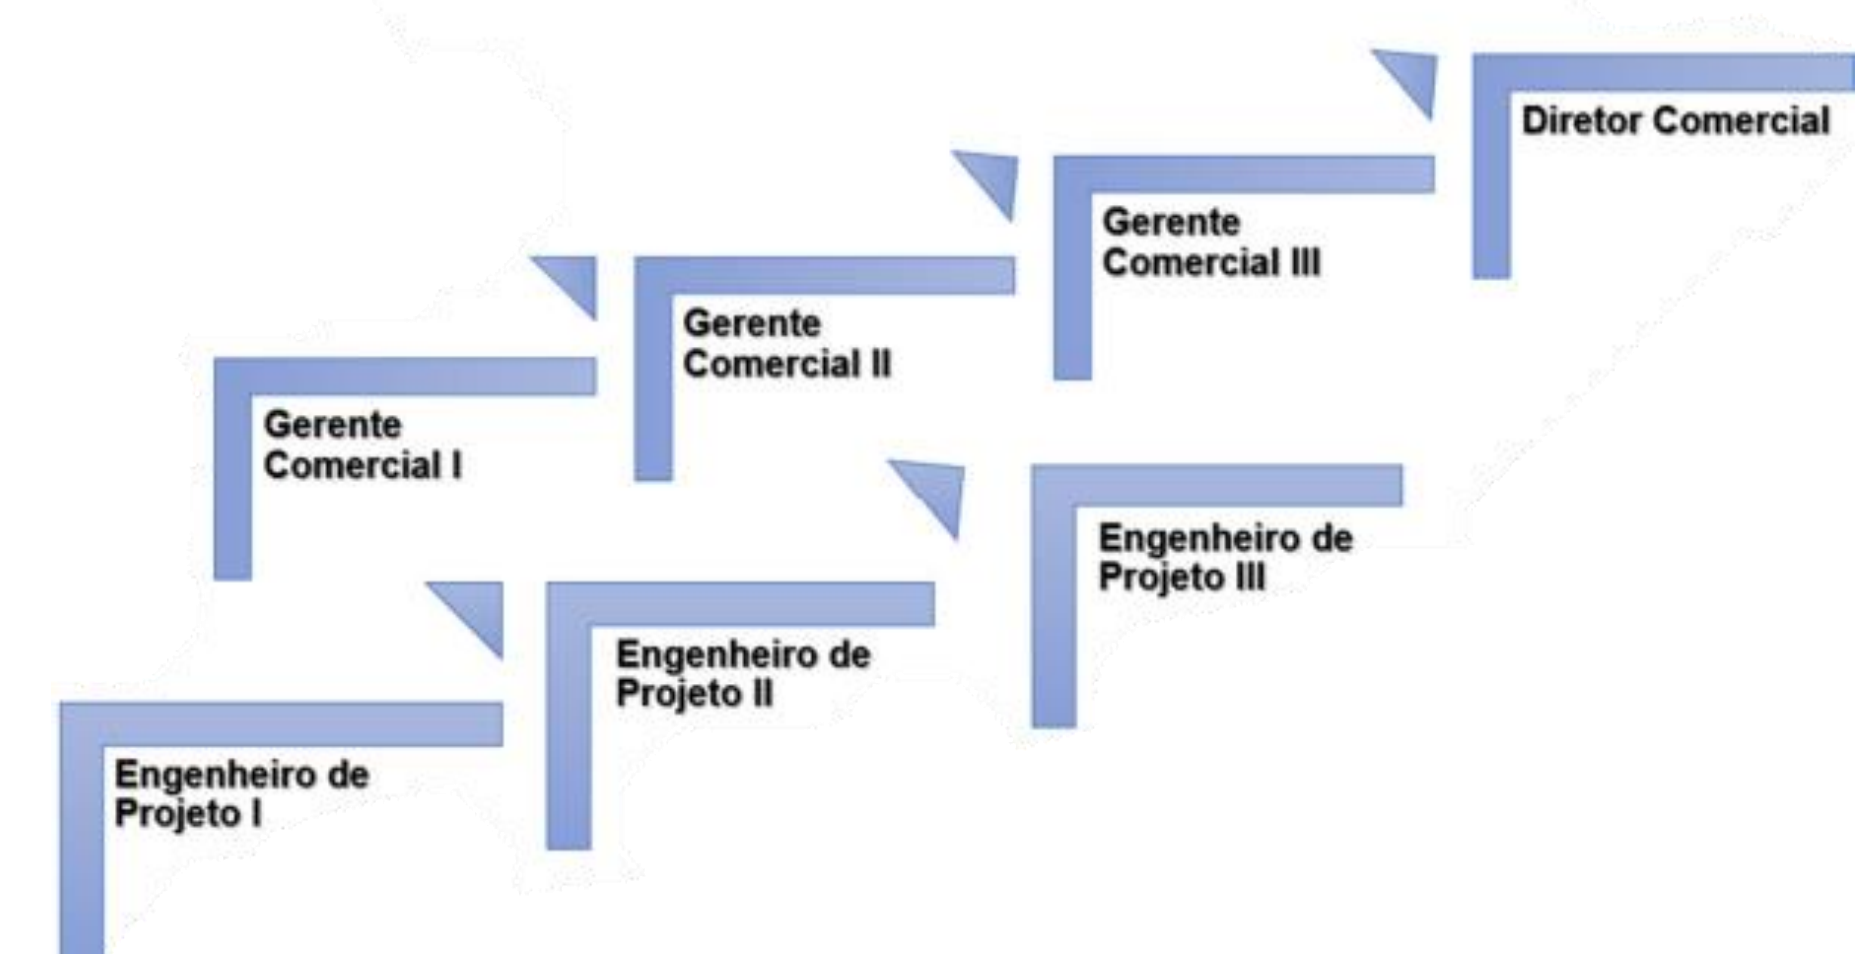 Diretor Comercial
Gerente
Comercial III
Gerente
Comercial II
Gerente
Comercial I
Engenheiro de
Projeto III
Engenheiro de
Projeto II
Engenheiro de
Projeto I